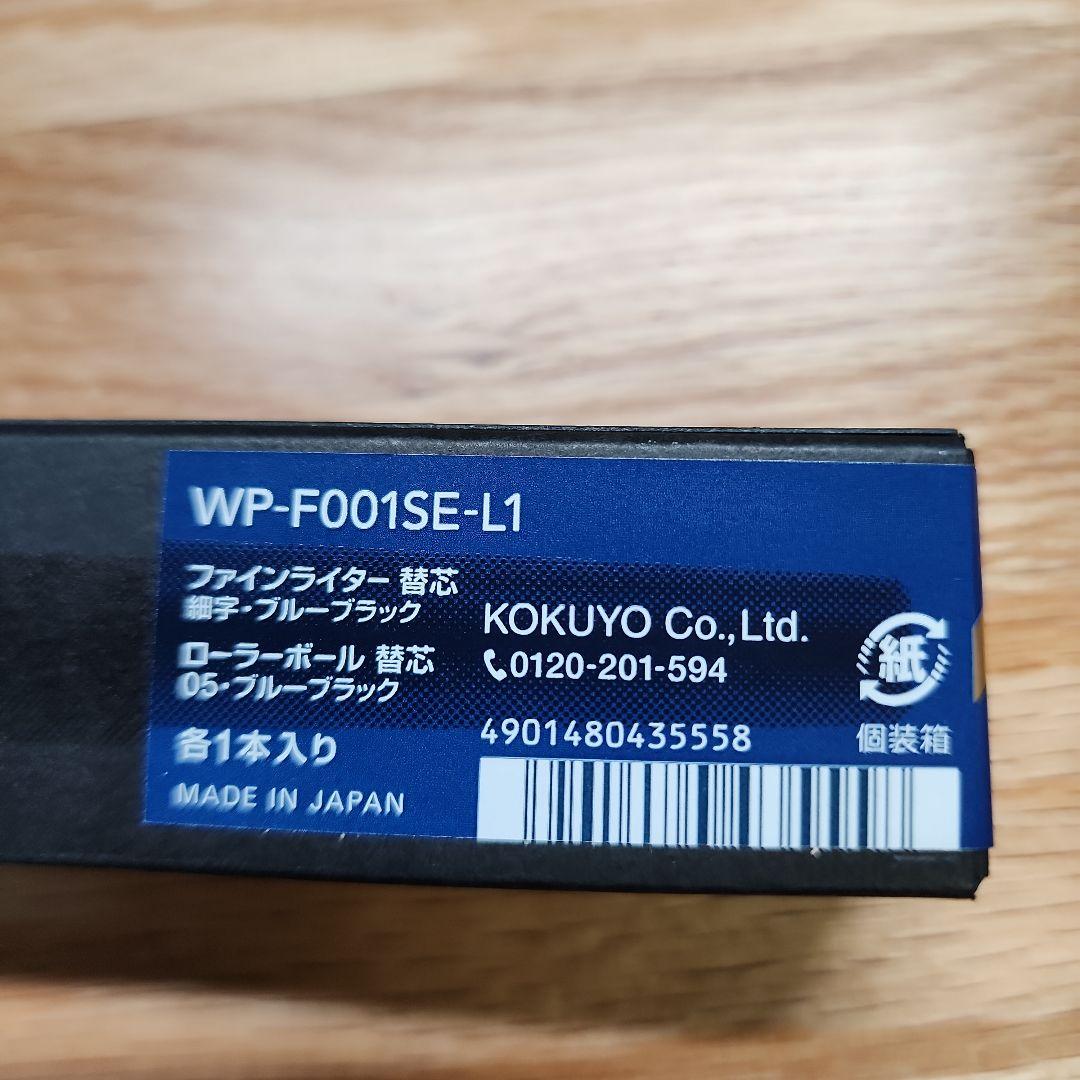 WP-F001SE-L1
ファインライター 替芯
細字・ブルーブラック
ローラーボール 替芯
05・ブルーブラック
各1本入り
MADE IN JAPAN
KOKUYO Co.,Ltd.
0120-201-594
4901480435558
紙
個装箱